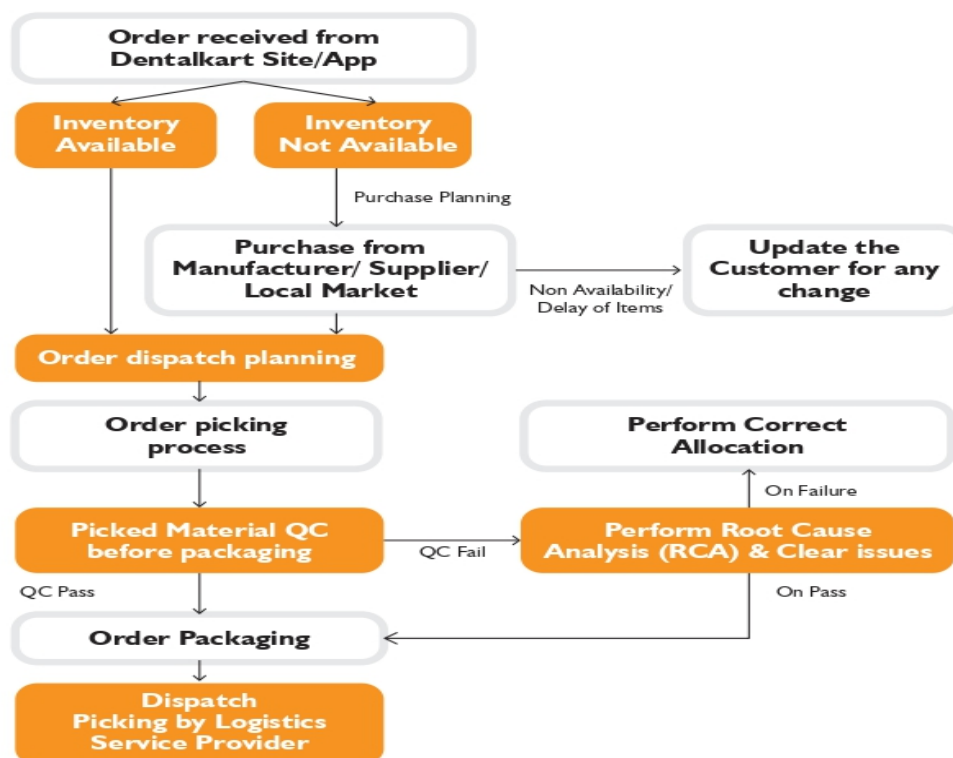 Order received from
Dentalkart Site/App
Inventory
Available
Inventory
Not Available
Purchase Planning
Purchase from
Manufacturer/ Supplier/
Local Market
Non Availability/
Delay of Items
Update the
Customer for any
change
Order dispatch planning
Order picking
process
Perform Correct
Allocation
On Failure
Picked Material QC
before packaging
QC Fail
Perform Root Cause
Analysis (RCA) & Clear issues
QC Pass
On Pass
Order Packaging
Dispatch
Picking by Logistics
Service Provider